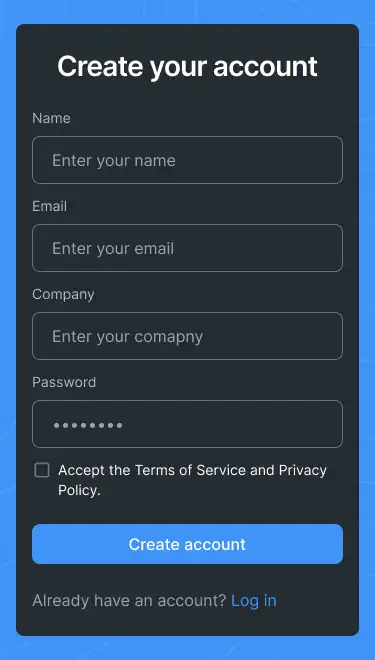 Create your account
Name
Enter your name
Email
Enter your email
Company
Enter your comapny
Password
Accept the Terms of Service and Privacy
Policy.
Create account
Already have an account? Log in